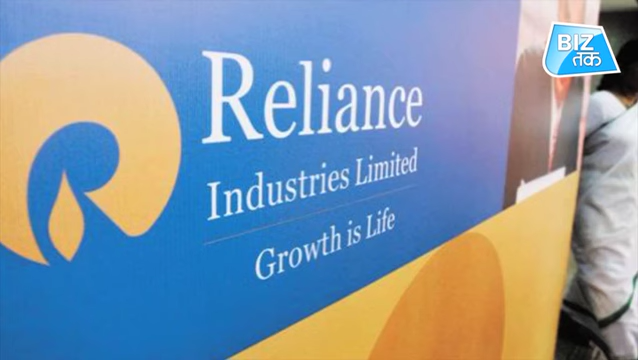 Reliance
Industries Limited
Growth is Life
BIZ
तक